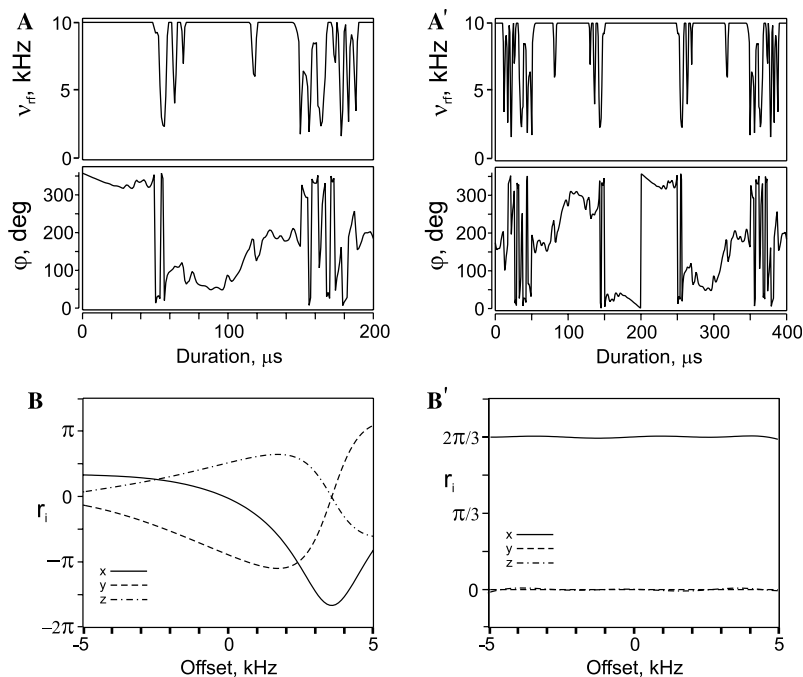 A
10
5
0
ν_rf, kHz
300
200
100
0
φ, deg
0
100
200
Duration, μs
A'
10
5
0
ν_rf, kHz
300
200
100
0
φ, deg
0
100
200
300
400
Duration, μs
B
π
0
-π
-2π
r_i
x
y
z
-5
0
5
Offset, kHz
B'
2π/3
π/3
0
r_i
x
y
z
-5
0
5
Offset, kHz